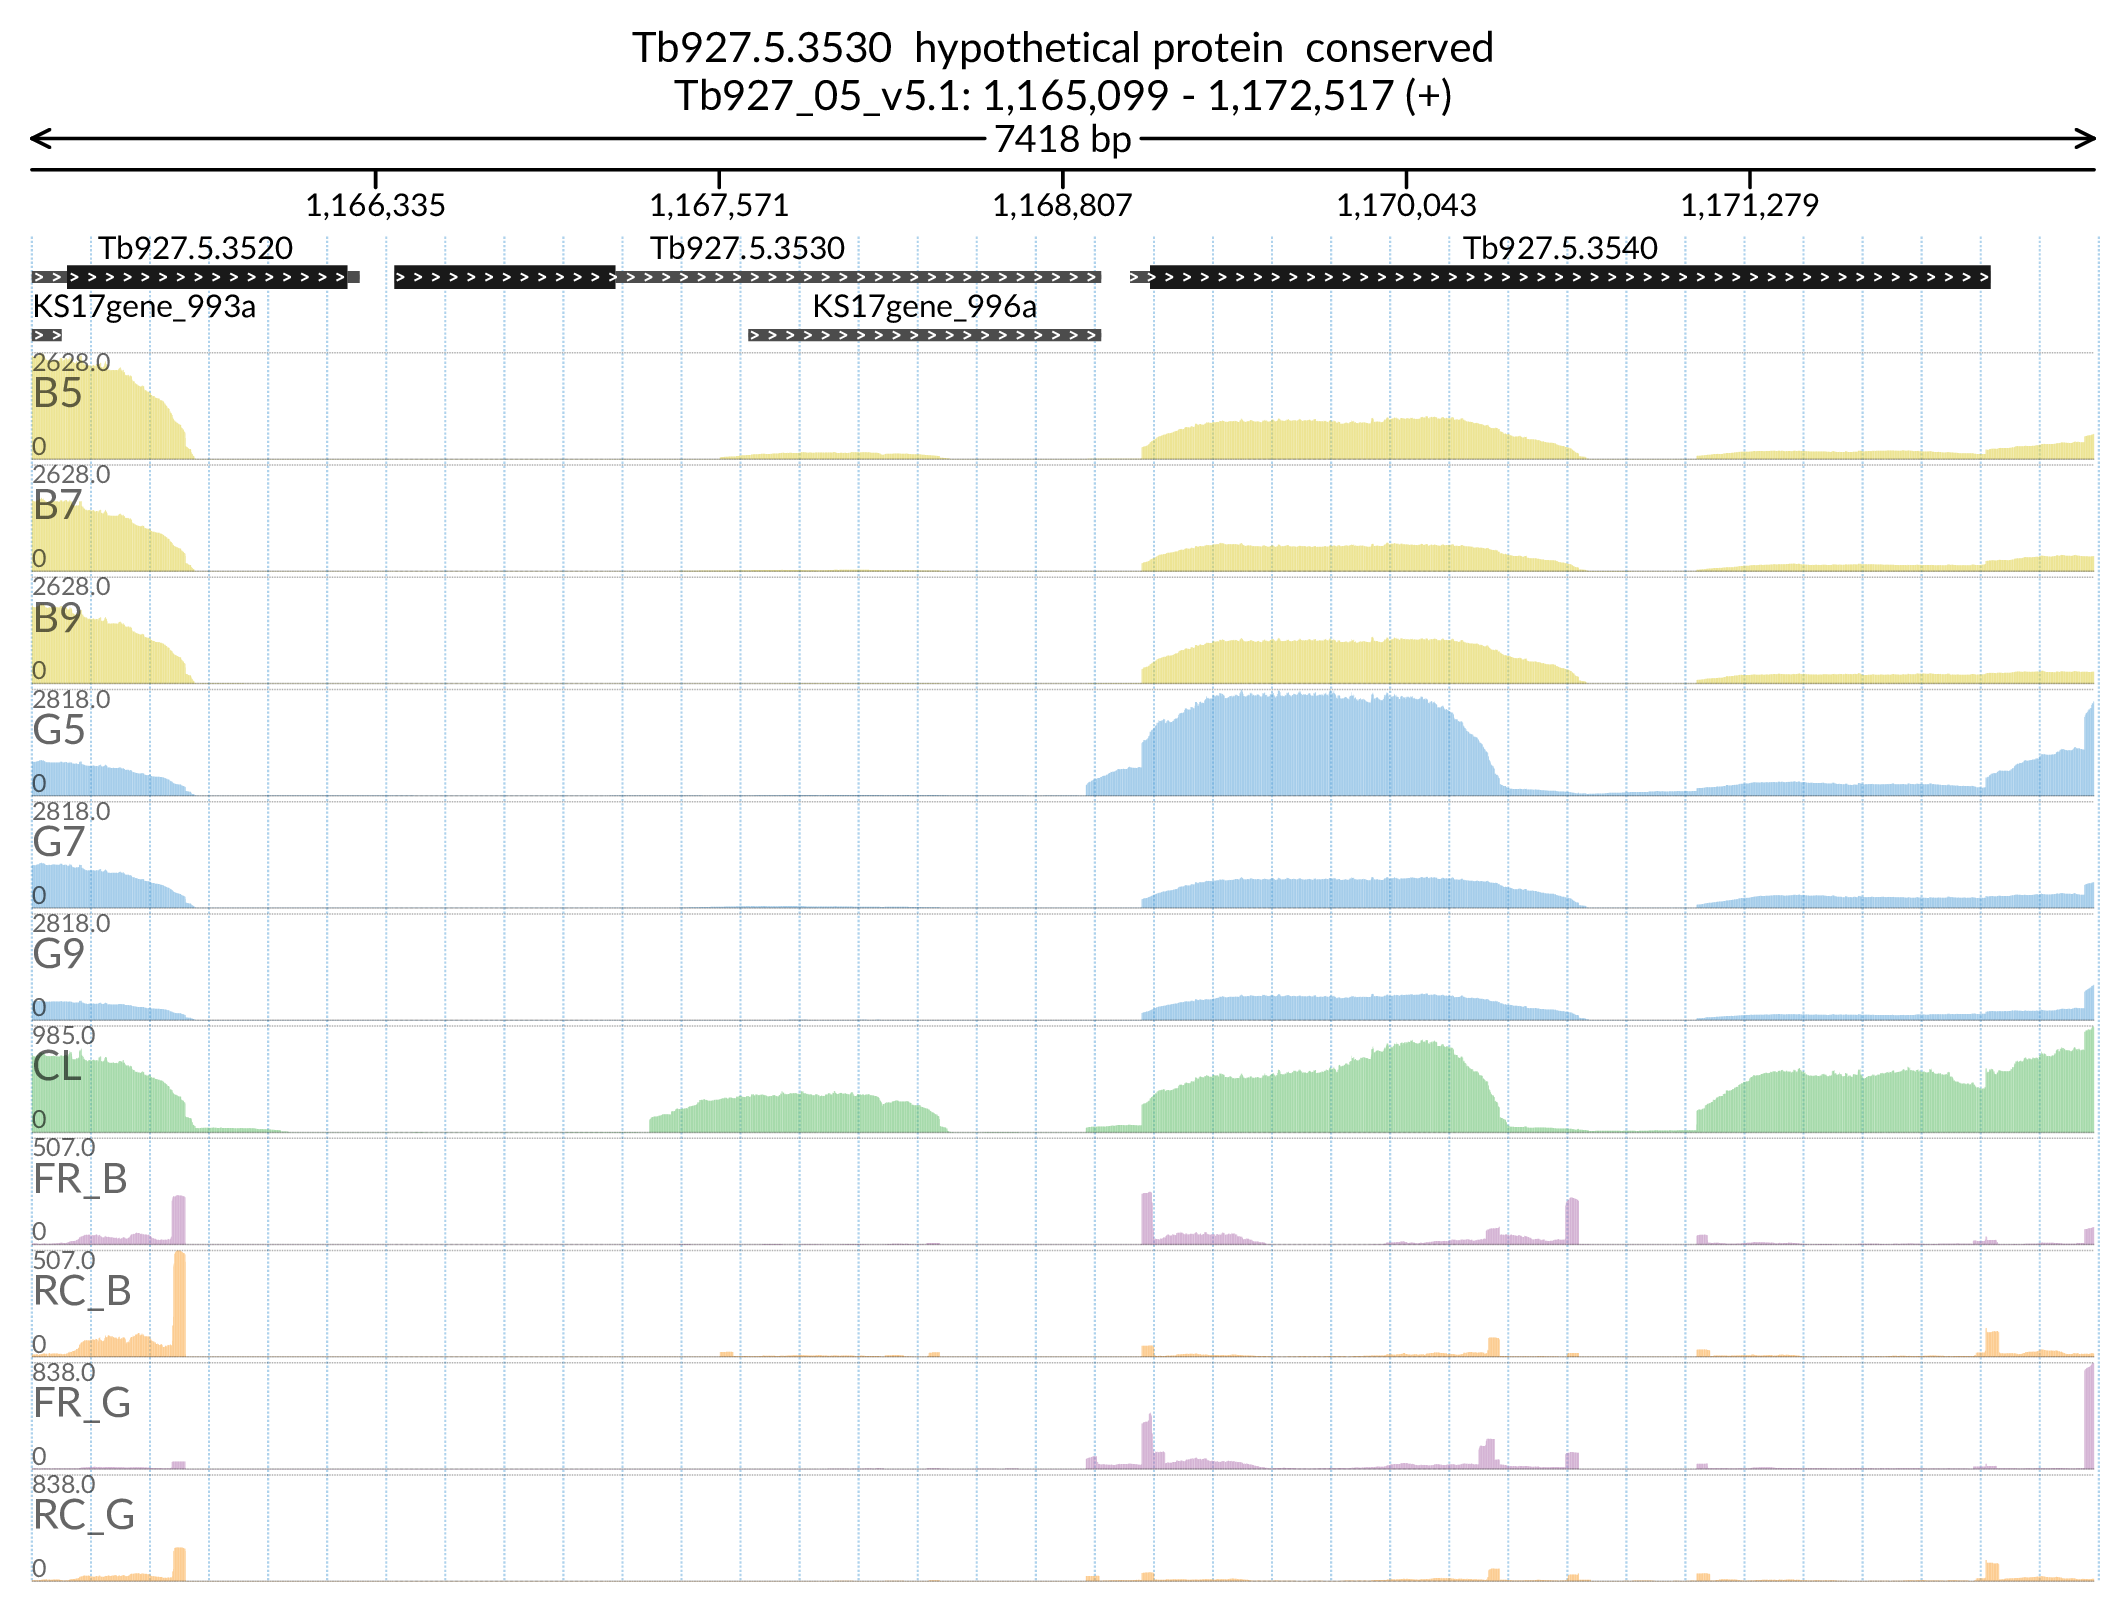 Tb927.5.3530 hypothetical protein conserved
Tb927_05_v5.1: 1,165,099 - 1,172,517 (+)
7418 bp
1,166,335 1,167,571 1,168,807 1,170,043 1,171,279
Tb927.5.3520 Tb927.5.3530 Tb927.5.3540
KS17gene_993a KS17gene_996a
2628.0
B5
0
2628.0
B7
0
2628.0
B9
0
2818.0
G5
0
2818.0
G7
0
2818.0
G9
0
985.0
CL
0
507.0
FR_B
0
507.0
RC_B
0
838.0
FR_G
0
838.0
RC_G
0